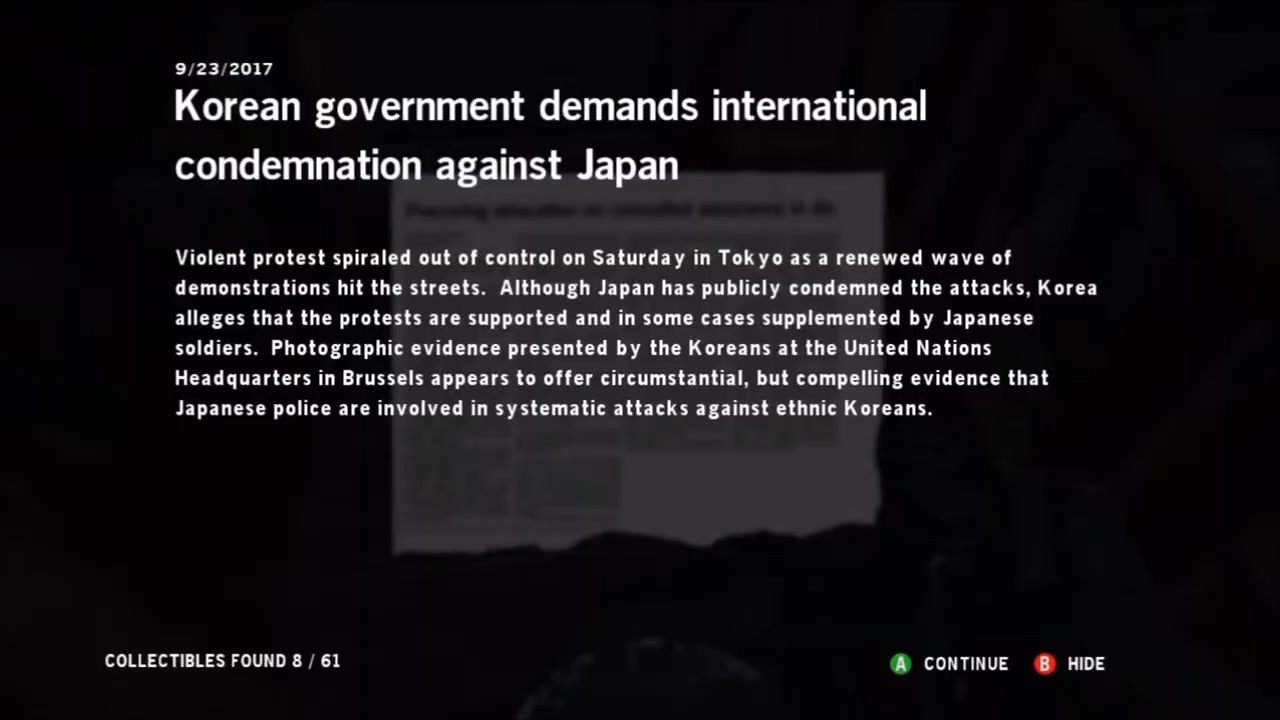 9/23/2017
Korean government demands international
condemnation against Japan
Violent protest spiraled out of control on Saturday in Tokyo as a renewed wave of
demonstrations hit the streets.  Although Japan has publicly condemned the attacks, Korea
alleges that the protests are supported and in some cases supplemented by Japanese
soldiers.  Photographic evidence presented by the Koreans at the United Nations
Headquarters in Brussels appears to offer circumstantial, but compelling evidence that
Japanese police are involved in systematic attacks against ethnic Koreans.
COLLECTIBLES FOUND 8 / 61
A CONTINUE B HIDE